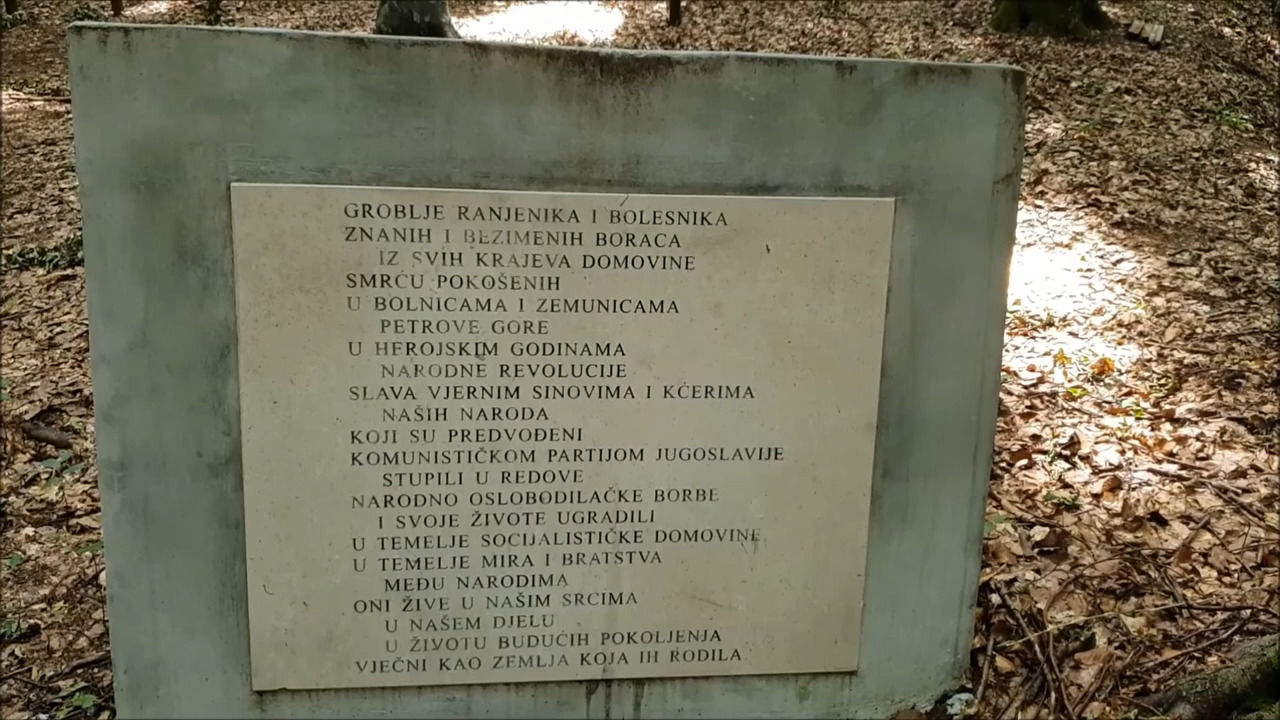 GROBLJE RANJENIKA I BOLESNIKA
ZNANIH I BEZIMENIH BORACA
IZ SVIH KRAJEVA DOMOVINE
SMRĆU POKOŠENIH
U BOLNICAMA I ZEMUNICAMA
PETROVE GORE
U HEROJSKIM GODINAMA
NARODNE REVOLUCIJE
SLAVA VJERNIM SINOVIMA I KĆERIMA
NAŠIH NARODA
KOJI SU PREDVOĐENI
KOMUNISTIČKOM PARTIJOM JUGOSLAVIJE
STUPILI U REDOVE
NARODNO OSLOBODILAČKE BORBE
I SVOJE ŽIVOTE UGRADILI
U TEMELJE SOCIJALISTIČKE DOMOVINE
U TEMELJE MIRA I BRATSTVA
MEĐU NARODIMA
ONI ŽIVE U NAŠIM SRCIMA
U NAŠEM DJELU
U ŽIVOTU BUDUĆIH POKOLJENJA
VJEČNI KAO ZEMLJA KOJA IH RODILA